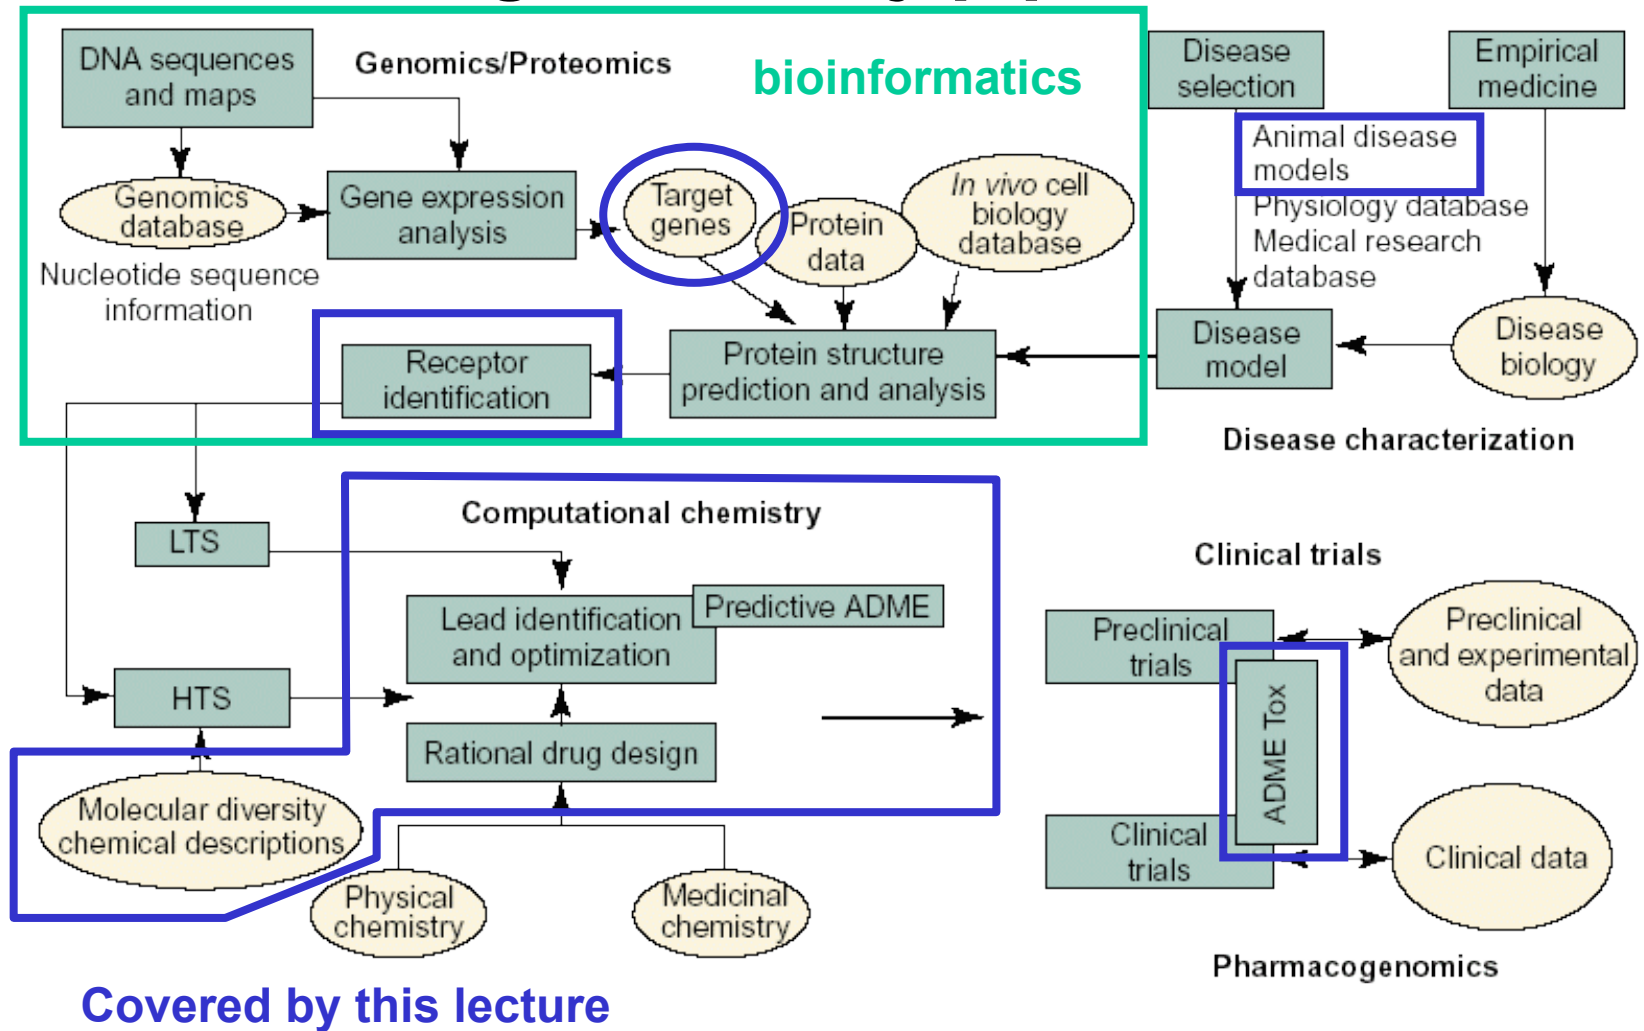 DNA sequences
and maps
Genomics/Proteomics
bioinformatics
Disease
selection
Empirical
medicine
Animal disease
models
Physiology database
Medical research
database
Genomics
database
Gene expression
analysis
Target
genes
Protein
data
In vivo cell
biology
database
Nucleotide sequence
information
Receptor
identification
Protein structure
prediction and analysis
Disease
model
Disease
biology
Disease characterization
Computational chemistry
LTS
Clinical trials
Lead identification
and optimization
Predictive ADME
Preclinical
trials
Preclinical
and experimental
data
HTS
ADME Tox
Rational drug design
Molecular diversity
chemical descriptions
Clinical
trials
Clinical data
Physical
chemistry
Medicinal
chemistry
Pharmacogenomics
Covered by this lecture